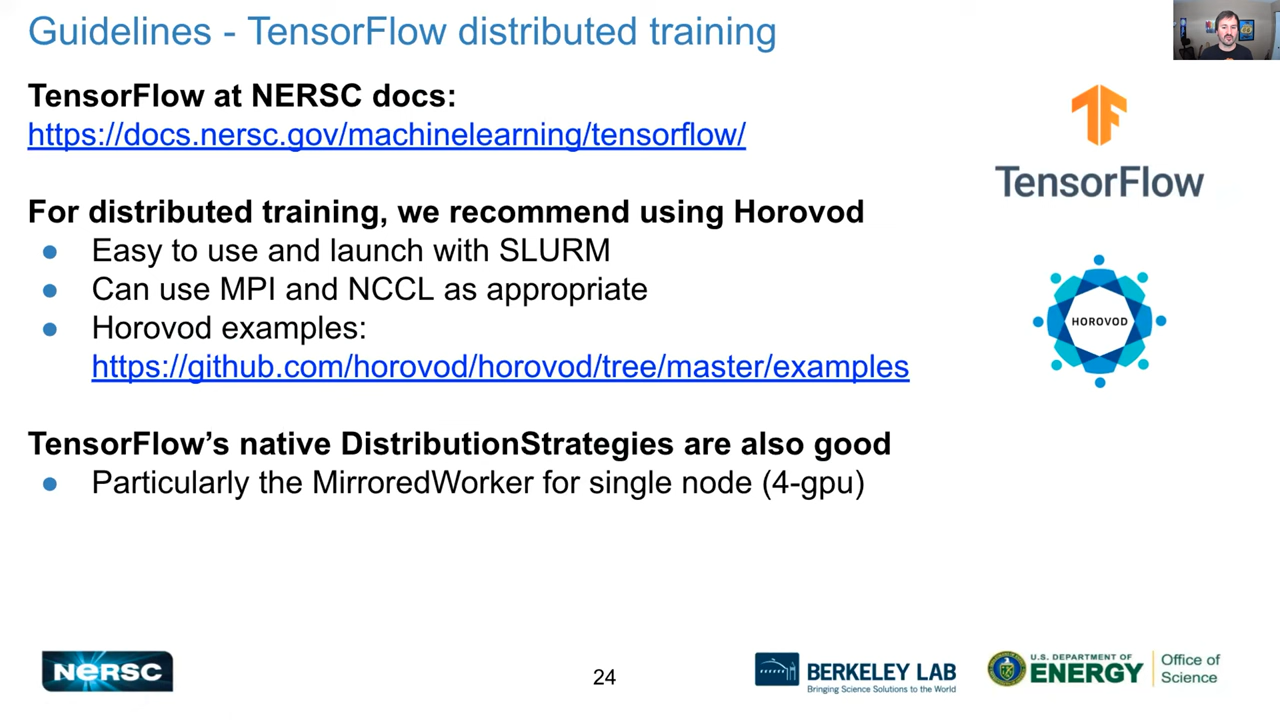 Guidelines - TensorFlow distributed training
TensorFlow at NERSC docs:
https://docs.nersc.gov/machinelearning/tensorflow/
TensorFlow
For distributed training, we recommend using Horovod
● Easy to use and launch with SLURM
● Can use MPI and NCCL as appropriate
● Horovod examples:
https://github.com/horovod/horovod/tree/master/examples
HOROVOD
TensorFlow’s native DistributionStrategies are also good
● Particularly the MirroredWorker for single node (4-gpu)
NERSC
24
BERKELEY LAB
Bringing Science Solutions to the World
U.S. DEPARTMENT OF
ENERGY
Office of
Science